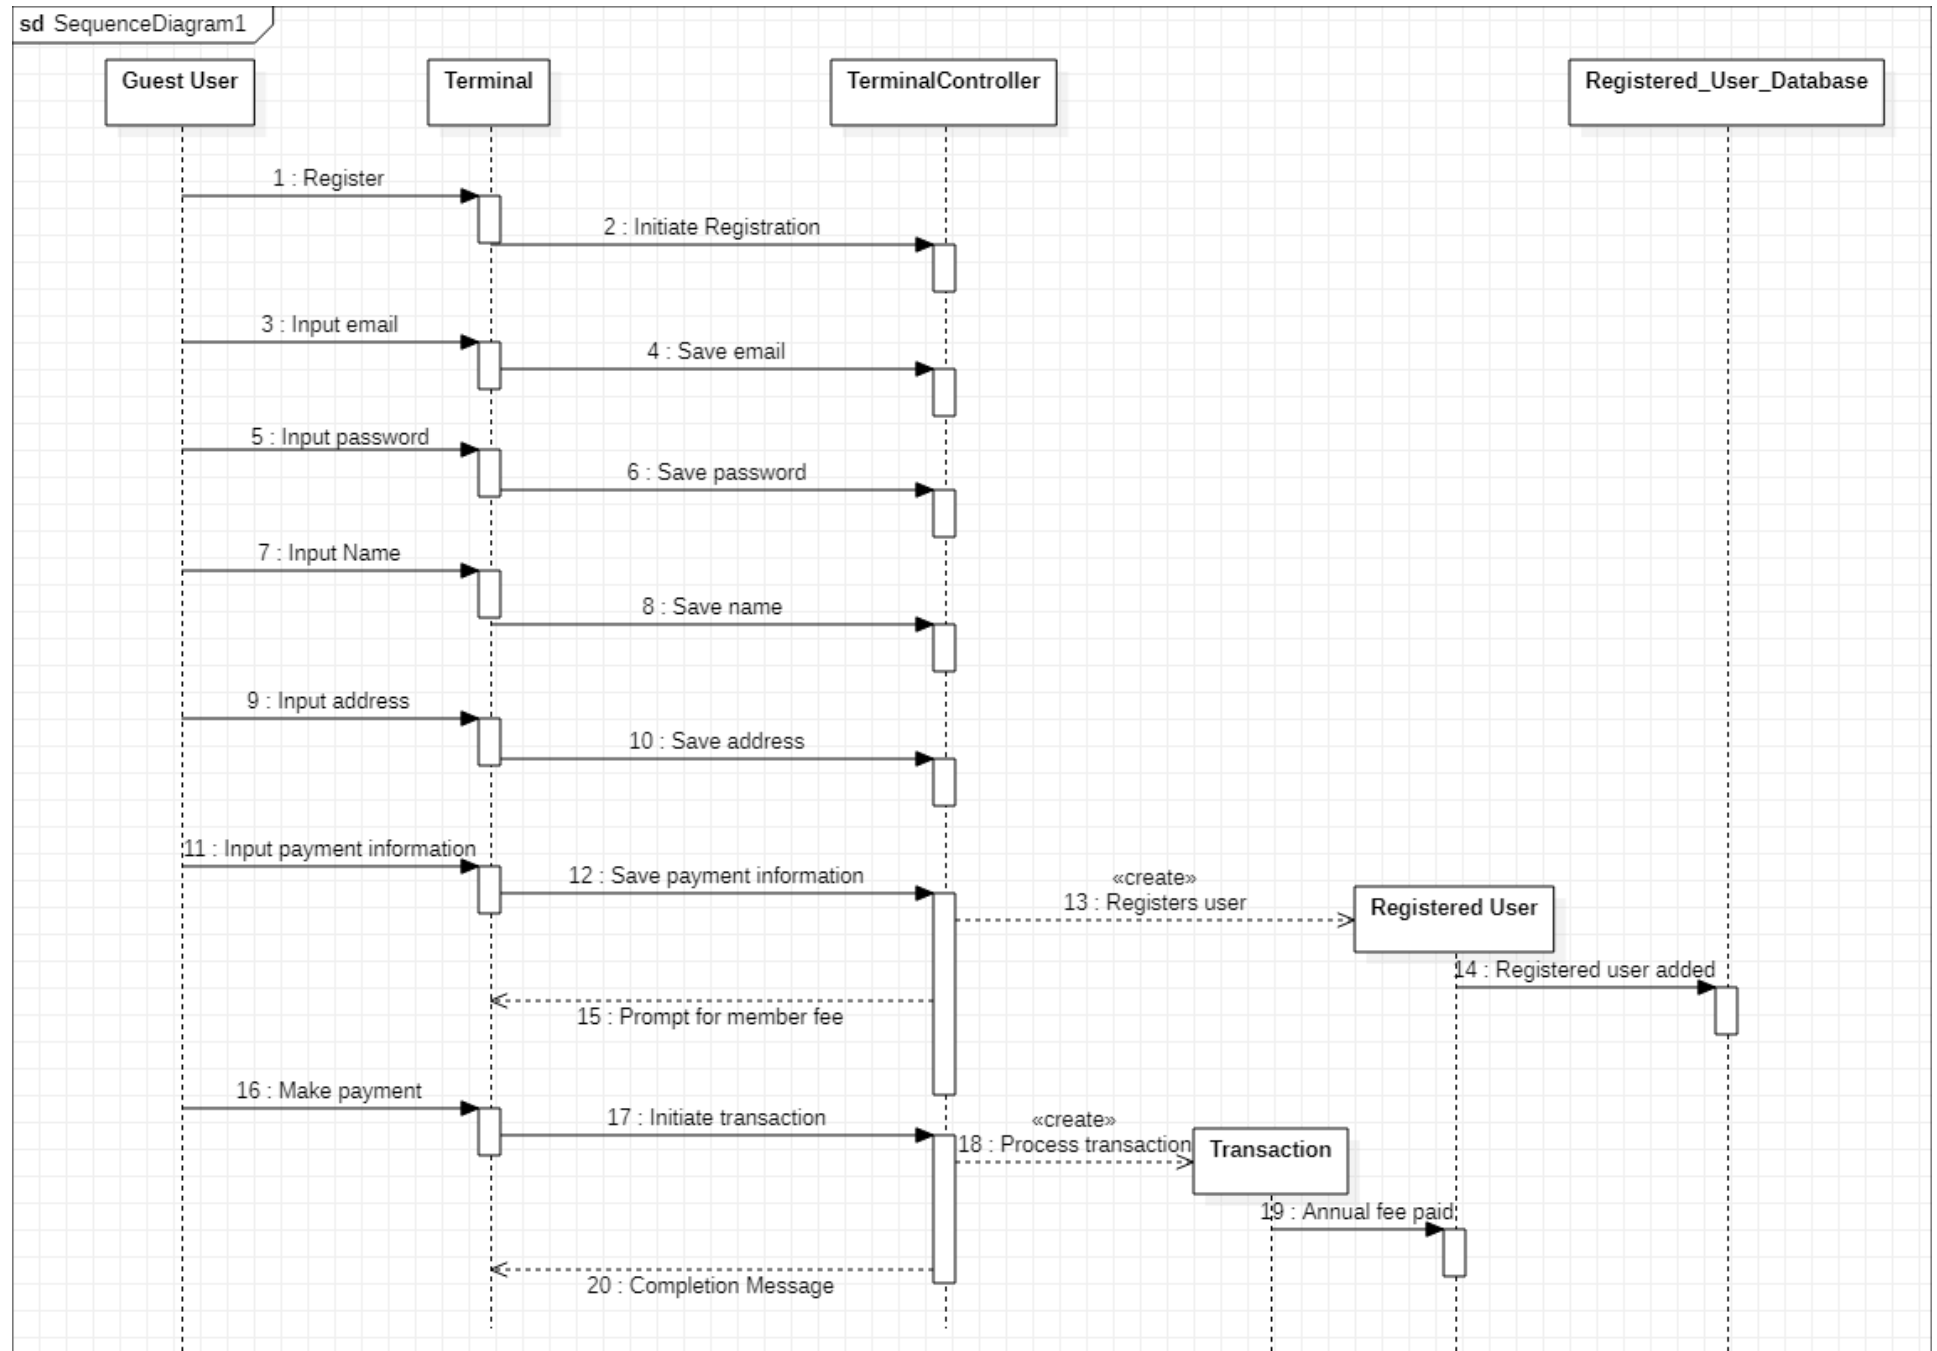 sd SequenceDiagram1
Guest User
Terminal
TerminalController
Registered_User_Database
1 : Register
2 : Initiate Registration
3 : Input email
4 : Save email
5 : Input password
6 : Save password
7 : Input Name
8 : Save name
9 : Input address
10 : Save address
11 : Input payment information
12 : Save payment information
«create»
13 : Registers user
Registered User
14 : Registered user added
15 : Prompt for member fee
16 : Make payment
17 : Initiate transaction
«create»
18 : Process transaction
Transaction
19 : Annual fee paid
20 : Completion Message